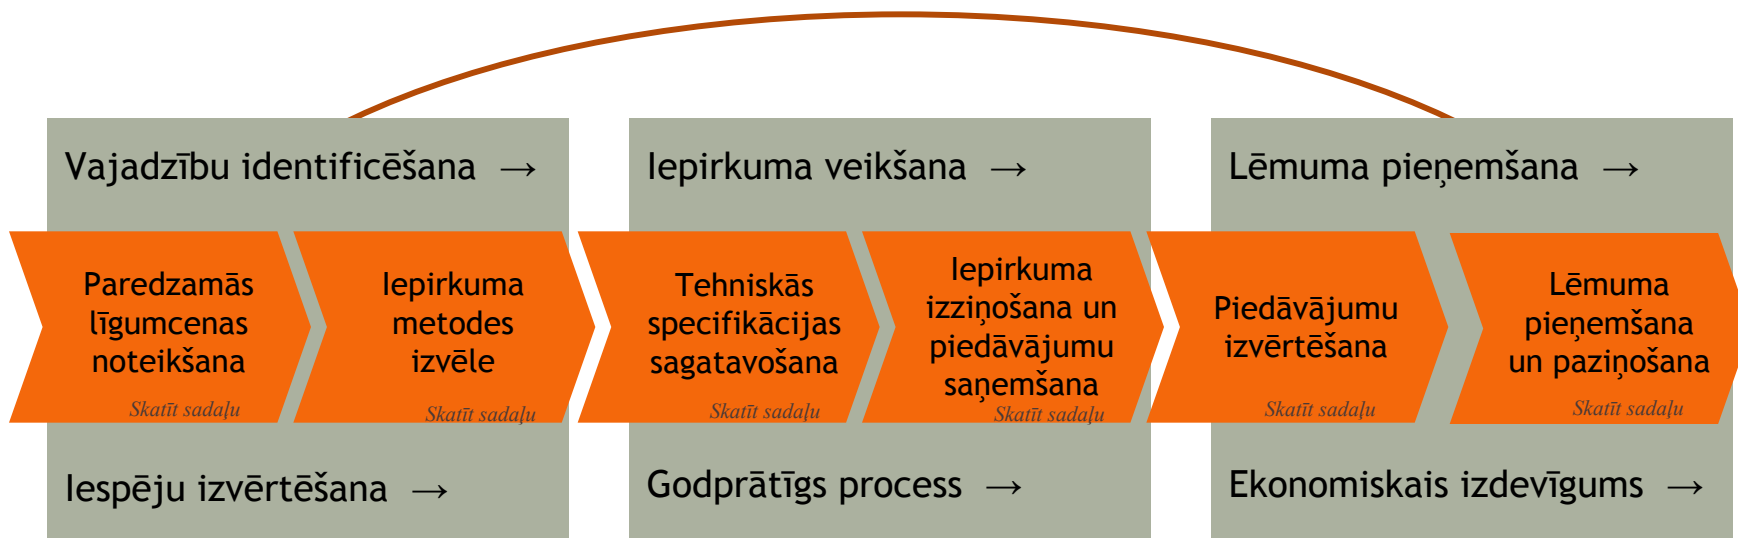 Vajadzību identificēšana →
Iepirkuma veikšana →
Lēmuma pieņemšana →
Paredzamās
līgumcenas
noteikšana
Skatīt sadaļu
Iepirkuma
metodes
izvēle
Skatīt sadaļu
Tehniskās
specifikācijas
sagatavošana
Skatīt sadaļu
Iepirkuma
izziņošana un
piedāvājumu
saņemšana
Skatīt sadaļu
Piedāvājumu
izvērtēšana
Skatīt sadaļu
Lēmuma
pieņemšana
un paziņošana
Skatīt sadaļu
Iespēju izvērtēšana →
Godprātīgs process →
Ekonomiskais izdevīgums →